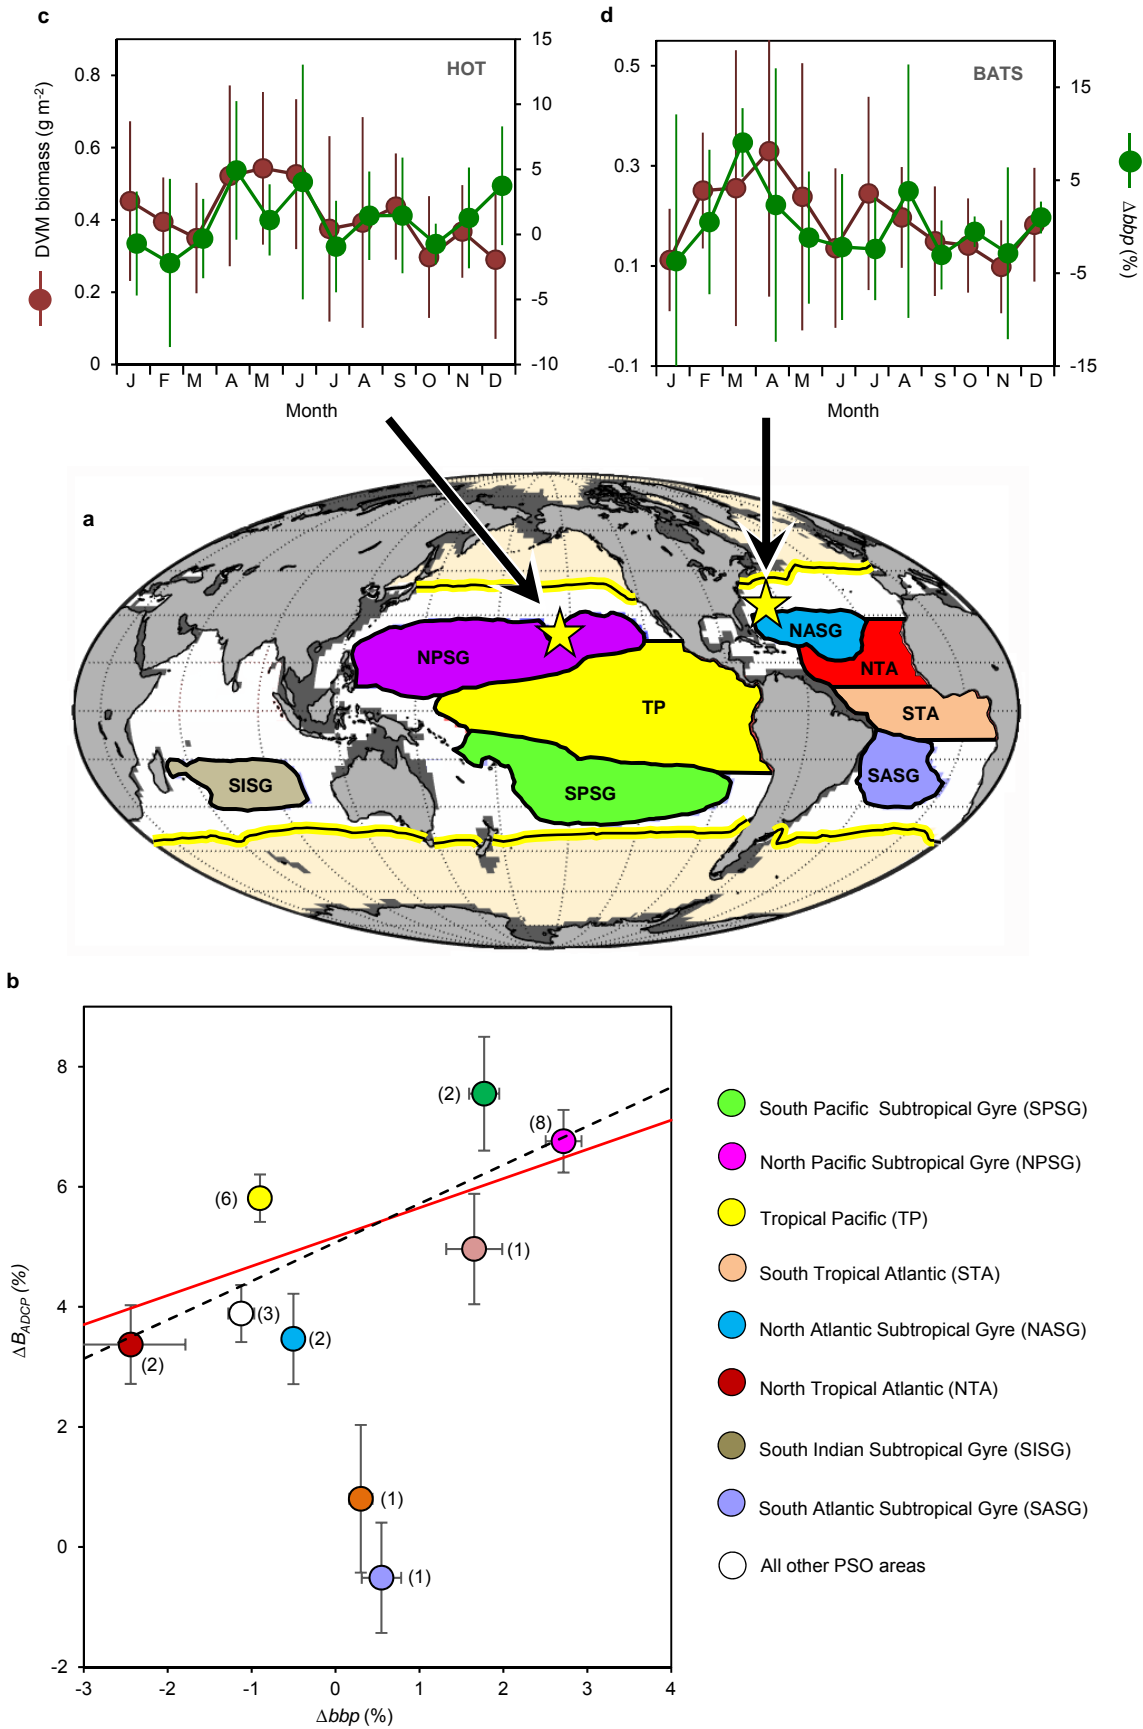 c
d
HOT
BATS
DVM biomass (g m-2)
0.8
0.6
0.4
0.2
0
15
10
5
0
-5
-10
J F M A M J J A S O N D
Month
0.5
0.3
0.1
-0.1
15
5
-5
-15
J F M A M J J A S O N D
Month
Δbbp (%)
a
NPSG
TP
SPSG
SISG
NASG
NTA
STA
SASG
b
ΔB_ADCP (%)
8
6
4
2
0
-2
(2)
(8)
(6)
(1)
(3)
(2)
(2)
(1)
(1)
-3 -2 -1 0 1 2 3 4
Δbbp (%)
South Pacific Subtropical Gyre (SPSG)
North Pacific Subtropical Gyre (NPSG)
Tropical Pacific (TP)
South Tropical Atlantic (STA)
North Atlantic Subtropical Gyre (NASG)
North Tropical Atlantic (NTA)
South Indian Subtropical Gyre (SISG)
South Atlantic Subtropical Gyre (SASG)
All other PSO areas